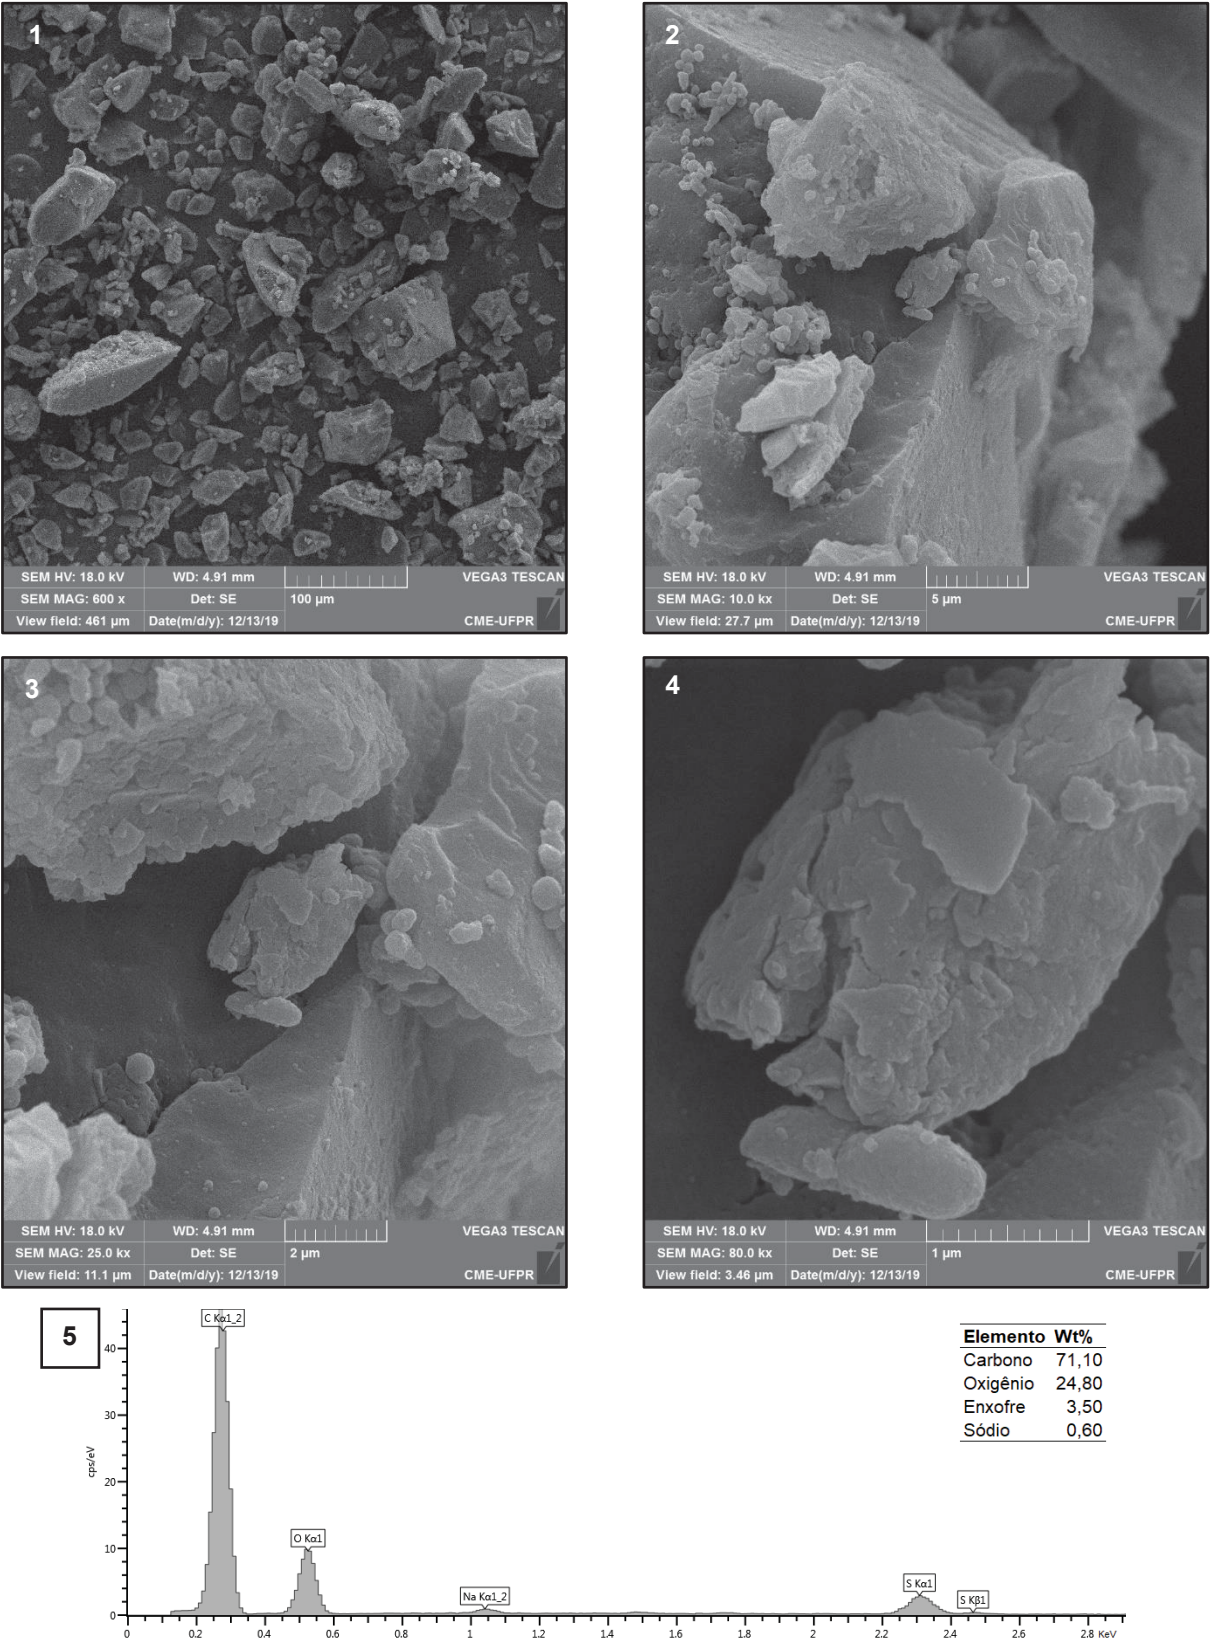 1
SEM HV: 18.0 kV WD: 4.91 mm VEGA3 TESCAN
SEM MAG: 600 x Det: SE 100 µm
View field: 461 µm Date(m/d/y): 12/13/19 CME-UFPR
2
SEM HV: 18.0 kV WD: 4.91 mm VEGA3 TESCAN
SEM MAG: 10.0 kx Det: SE 5 µm
View field: 27.7 µm Date(m/d/y): 12/13/19 CME-UFPR
3
SEM HV: 18.0 kV WD: 4.91 mm VEGA3 TESCAN
SEM MAG: 25.0 kx Det: SE 2 µm
View field: 11.1 µm Date(m/d/y): 12/13/19 CME-UFPR
4
SEM HV: 18.0 kV WD: 4.91 mm VEGA3 TESCAN
SEM MAG: 80.0 kx Det: SE 1 µm
View field: 3.46 µm Date(m/d/y): 12/13/19 CME-UFPR
5
C Kα1_2
O Kα1
Na Kα1_2
S Kα1
S Kβ1
cps/eV
40
30
20
10
0
0 0.2 0.4 0.6 0.8 1 1.2 1.4 1.6 1.8 2 2.2 2.4 2.6 2.8 KeV
Elemento Wt%
Carbono 71,10
Oxigênio 24,80
Enxofre 3,50
Sódio 0,60